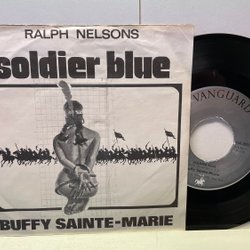 RALPH NELSONS
soldier blue
BUFFY SAINTE-MARIE
VANGUARD